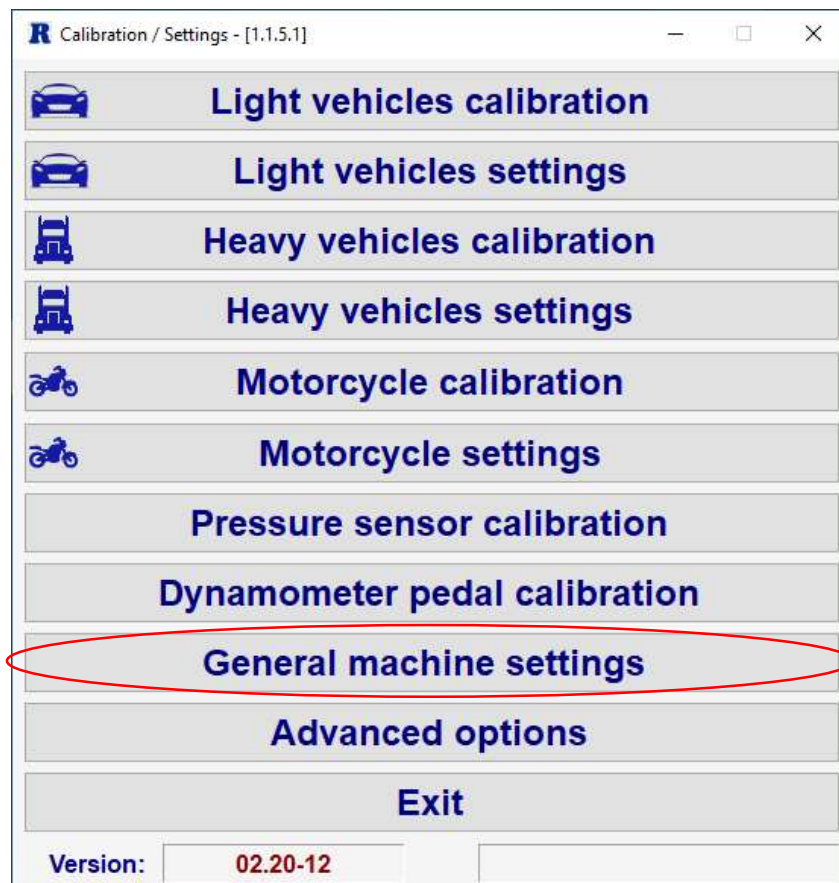 R Calibration / Settings - [1.1.5.1]
Light vehicles calibration
Light vehicles settings
Heavy vehicles calibration
Heavy vehicles settings
Motorcycle calibration
Motorcycle settings
Pressure sensor calibration
Dynamometer pedal calibration
General machine settings
Advanced options
Exit
Version: 02.20-12